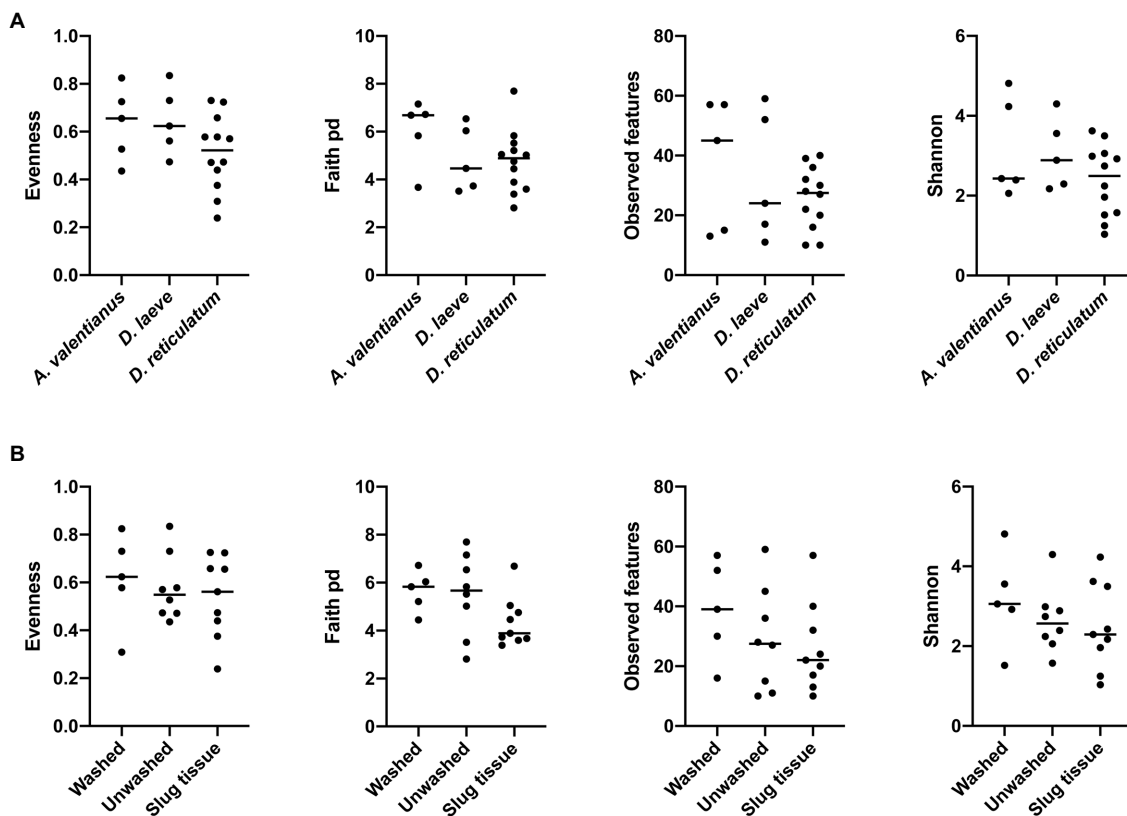 A
Evenness
1.0
0.8
0.6
0.4
0.2
0.0
A. valentianus
D. laeve
D. reticulatum
Faith pd
10
8
6
4
2
0
A. valentianus
D. laeve
D. reticulatum
Observed features
80
60
40
20
0
A. valentianus
D. laeve
D. reticulatum
Shannon
6
4
2
0
A. valentianus
D. laeve
D. reticulatum
B
Evenness
1.0
0.8
0.6
0.4
0.2
0.0
Washed
Unwashed
Slug tissue
Faith pd
10
8
6
4
2
0
Washed
Unwashed
Slug tissue
Observed features
80
60
40
20
0
Washed
Unwashed
Slug tissue
Shannon
6
4
2
0
Washed
Unwashed
Slug tissue